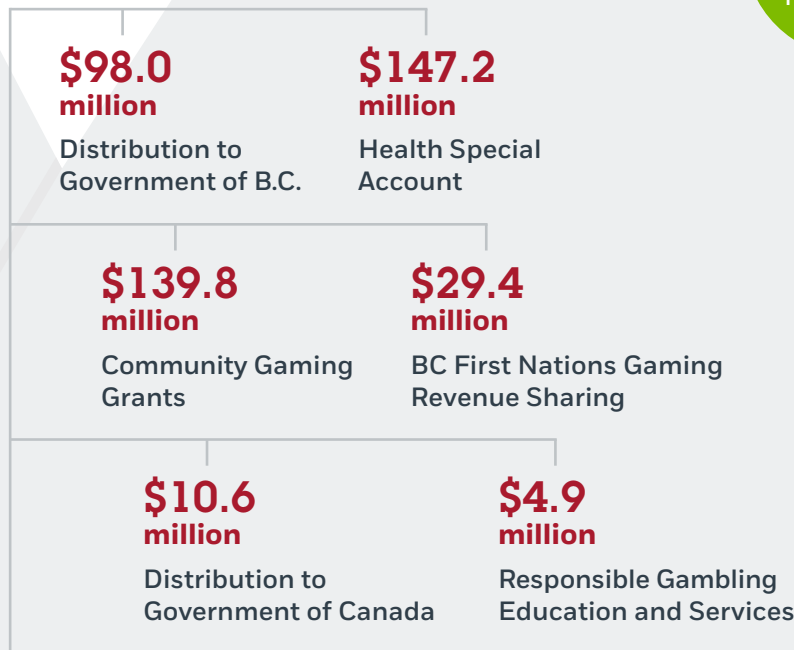 $98.0
million
Distribution to
Government of B.C.
$147.2
million
Health Special
Account
$139.8
million
Community Gaming
Grants
$29.4
million
BC First Nations Gaming
Revenue Sharing
$10.6
million
Distribution to
Government of Canada
$4.9
million
Responsible Gambling
Education and Services